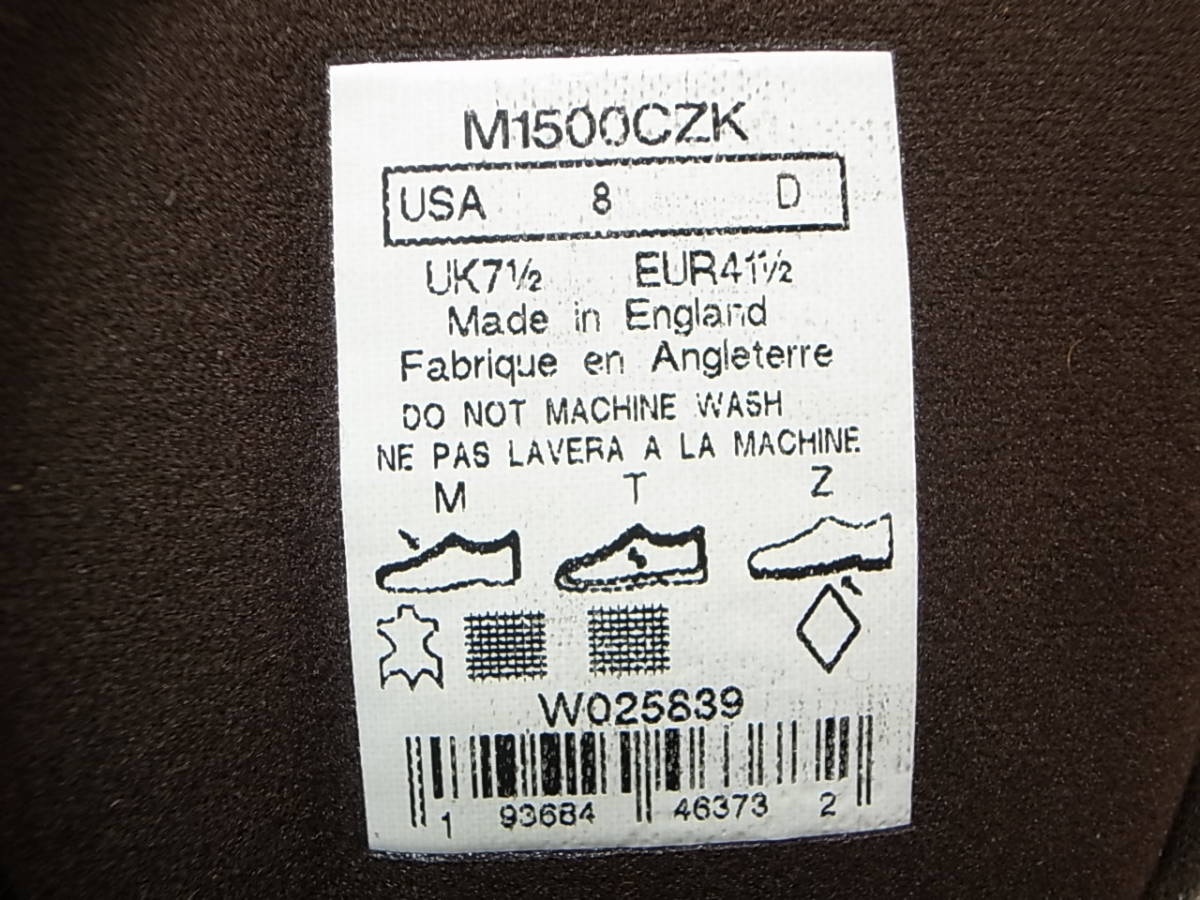 M1500CZK
USA 8 D
UK7½ EUR41½
Made in England
Fabrique en Angleterre
DO NOT MACHINE WASH
NE PAS LAVERA A LA MACHINE
M T Z
W025839
1 93684 46373 2